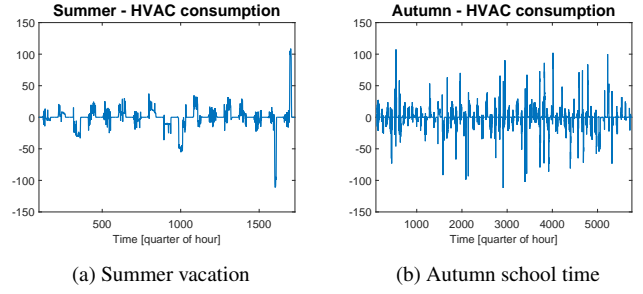 Summer - HVAC consumption
150
100
50
0
-50
-100
-150
500 1000 1500
Time [quarter of hour]
(a) Summer vacation
Autumn - HVAC consumption
150
100
50
0
-50
-100
-150
1000 2000 3000 4000 5000
Time [quarter of hour]
(b) Autumn school time